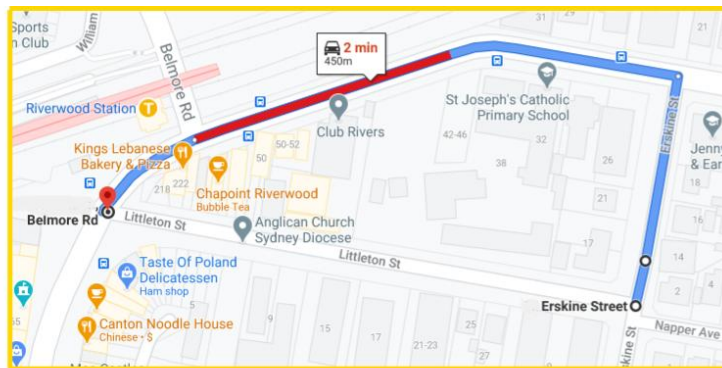 Sports
n Club
William
Belmore Rd
2 min
450m
31
29
21
Riverwood Station
St Joseph's Catholic
Primary School
Erskine St
Club Rivers
Kings Lebanese
Bakery & Pizza
50-52
50
42-46
32
38
26
Jenny
& Ear
218
222
Chapoint Riverwood
Bubble Tea
18
Belmore Rd
Littleton St
Anglican Church
Sydney Diocese
17
14
Littleton St
Taste Of Poland
Delicatessen
Ham shop
5
2
4
Erskine Street
Napper Ave
Canton Noodle House
Chinese • $
9
15
17
21-23
25
27